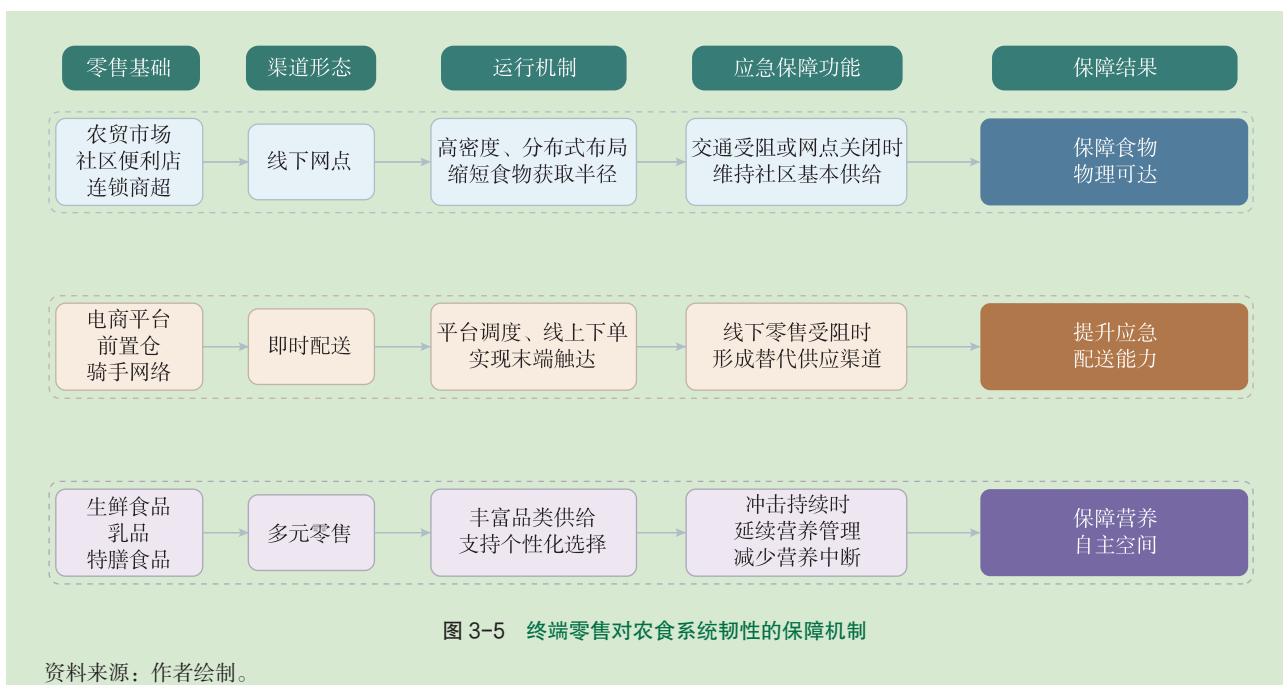 零售基础
渠道形态
运行机制
应急保障功能
保障结果
农贸市场
社区便利店
连锁商超
线下网点
高密度、分布式布局
缩短食物获取半径
交通受阻或网点关闭时
维持社区基本供给
保障食物
物理可达
电商平台
前置仓
骑手网络
即时配送
平台调度、线上下单
实现末端触达
线下零售受阻时
形成替代供应渠道
提升应急
配送能力
生鲜食品
乳品
特膳食品
多元零售
丰富品类供给
支持个性化选择
冲击持续时
延续营养管理
减少营养中断
保障营养
自主空间
图 3-5 终端零售对农食系统韧性的保障机制
资料来源：作者绘制。